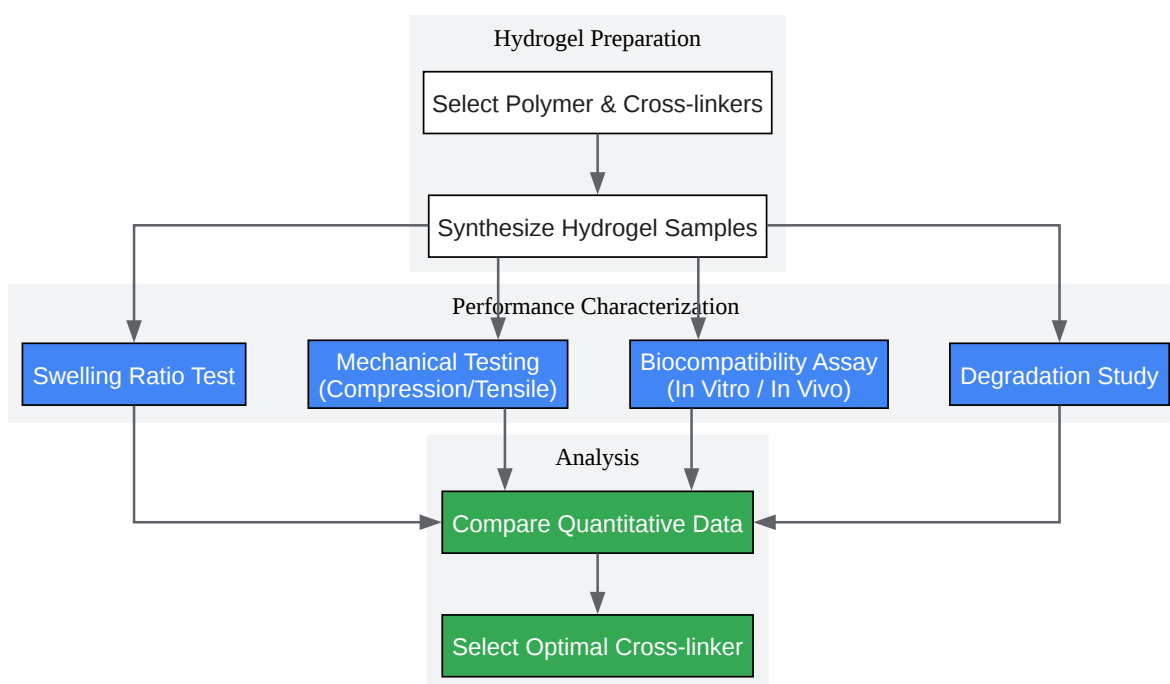 Hydrogel Preparation
Select Polymer & Cross-linkers
Synthesize Hydrogel Samples
Performance Characterization
Swelling Ratio Test
Mechanical Testing
(Compression/Tensile)
Biocompatibility Assay
(In Vitro / In Vivo)
Degradation Study
Analysis
Compare Quantitative Data
Select Optimal Cross-linker